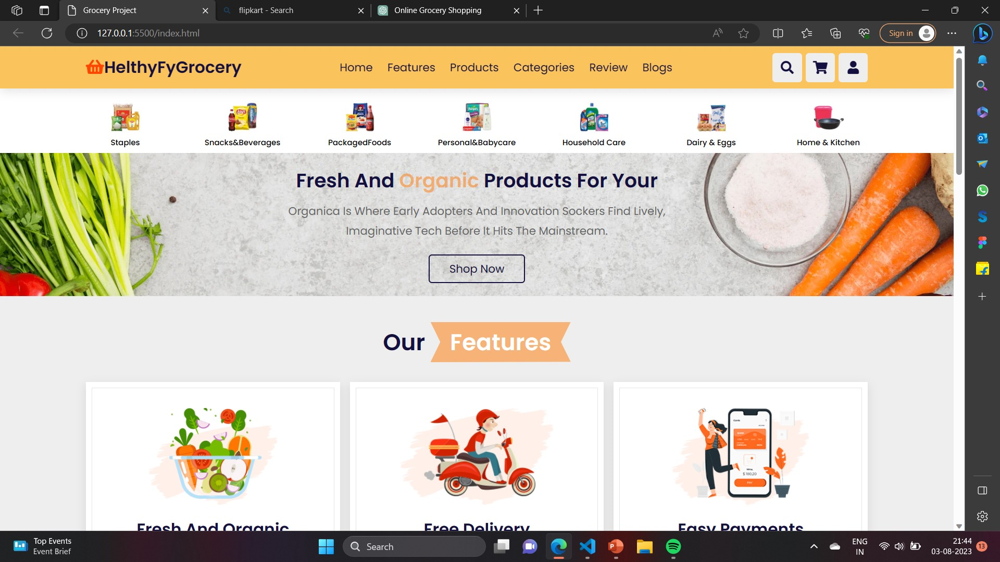 Grocery Project
flipkart - Search
Online Grocery Shopping
127.0.0.1:5500/index.html
Sign in
HelthyFyGrocery
Home Features Products Categories Review Blogs
Staples
Snacks&Beverages
PackagedFoods
Personal&Babycare
Household Care
Dairy & Eggs
Home & Kitchen
Fresh And Organic Products For Your
Organica Is Where Early Adopters And Innovation Sockers Find Lively,
Imaginative Tech Before It Hits The Mainstream.
Shop Now
Our Features
TOTAL
$ 180,20
PAY
Fresh And Organic
Free Delivery
Easy Payments
Top Events
Event Brief
Search
ENG
IN
21:44
03-08-2023
13